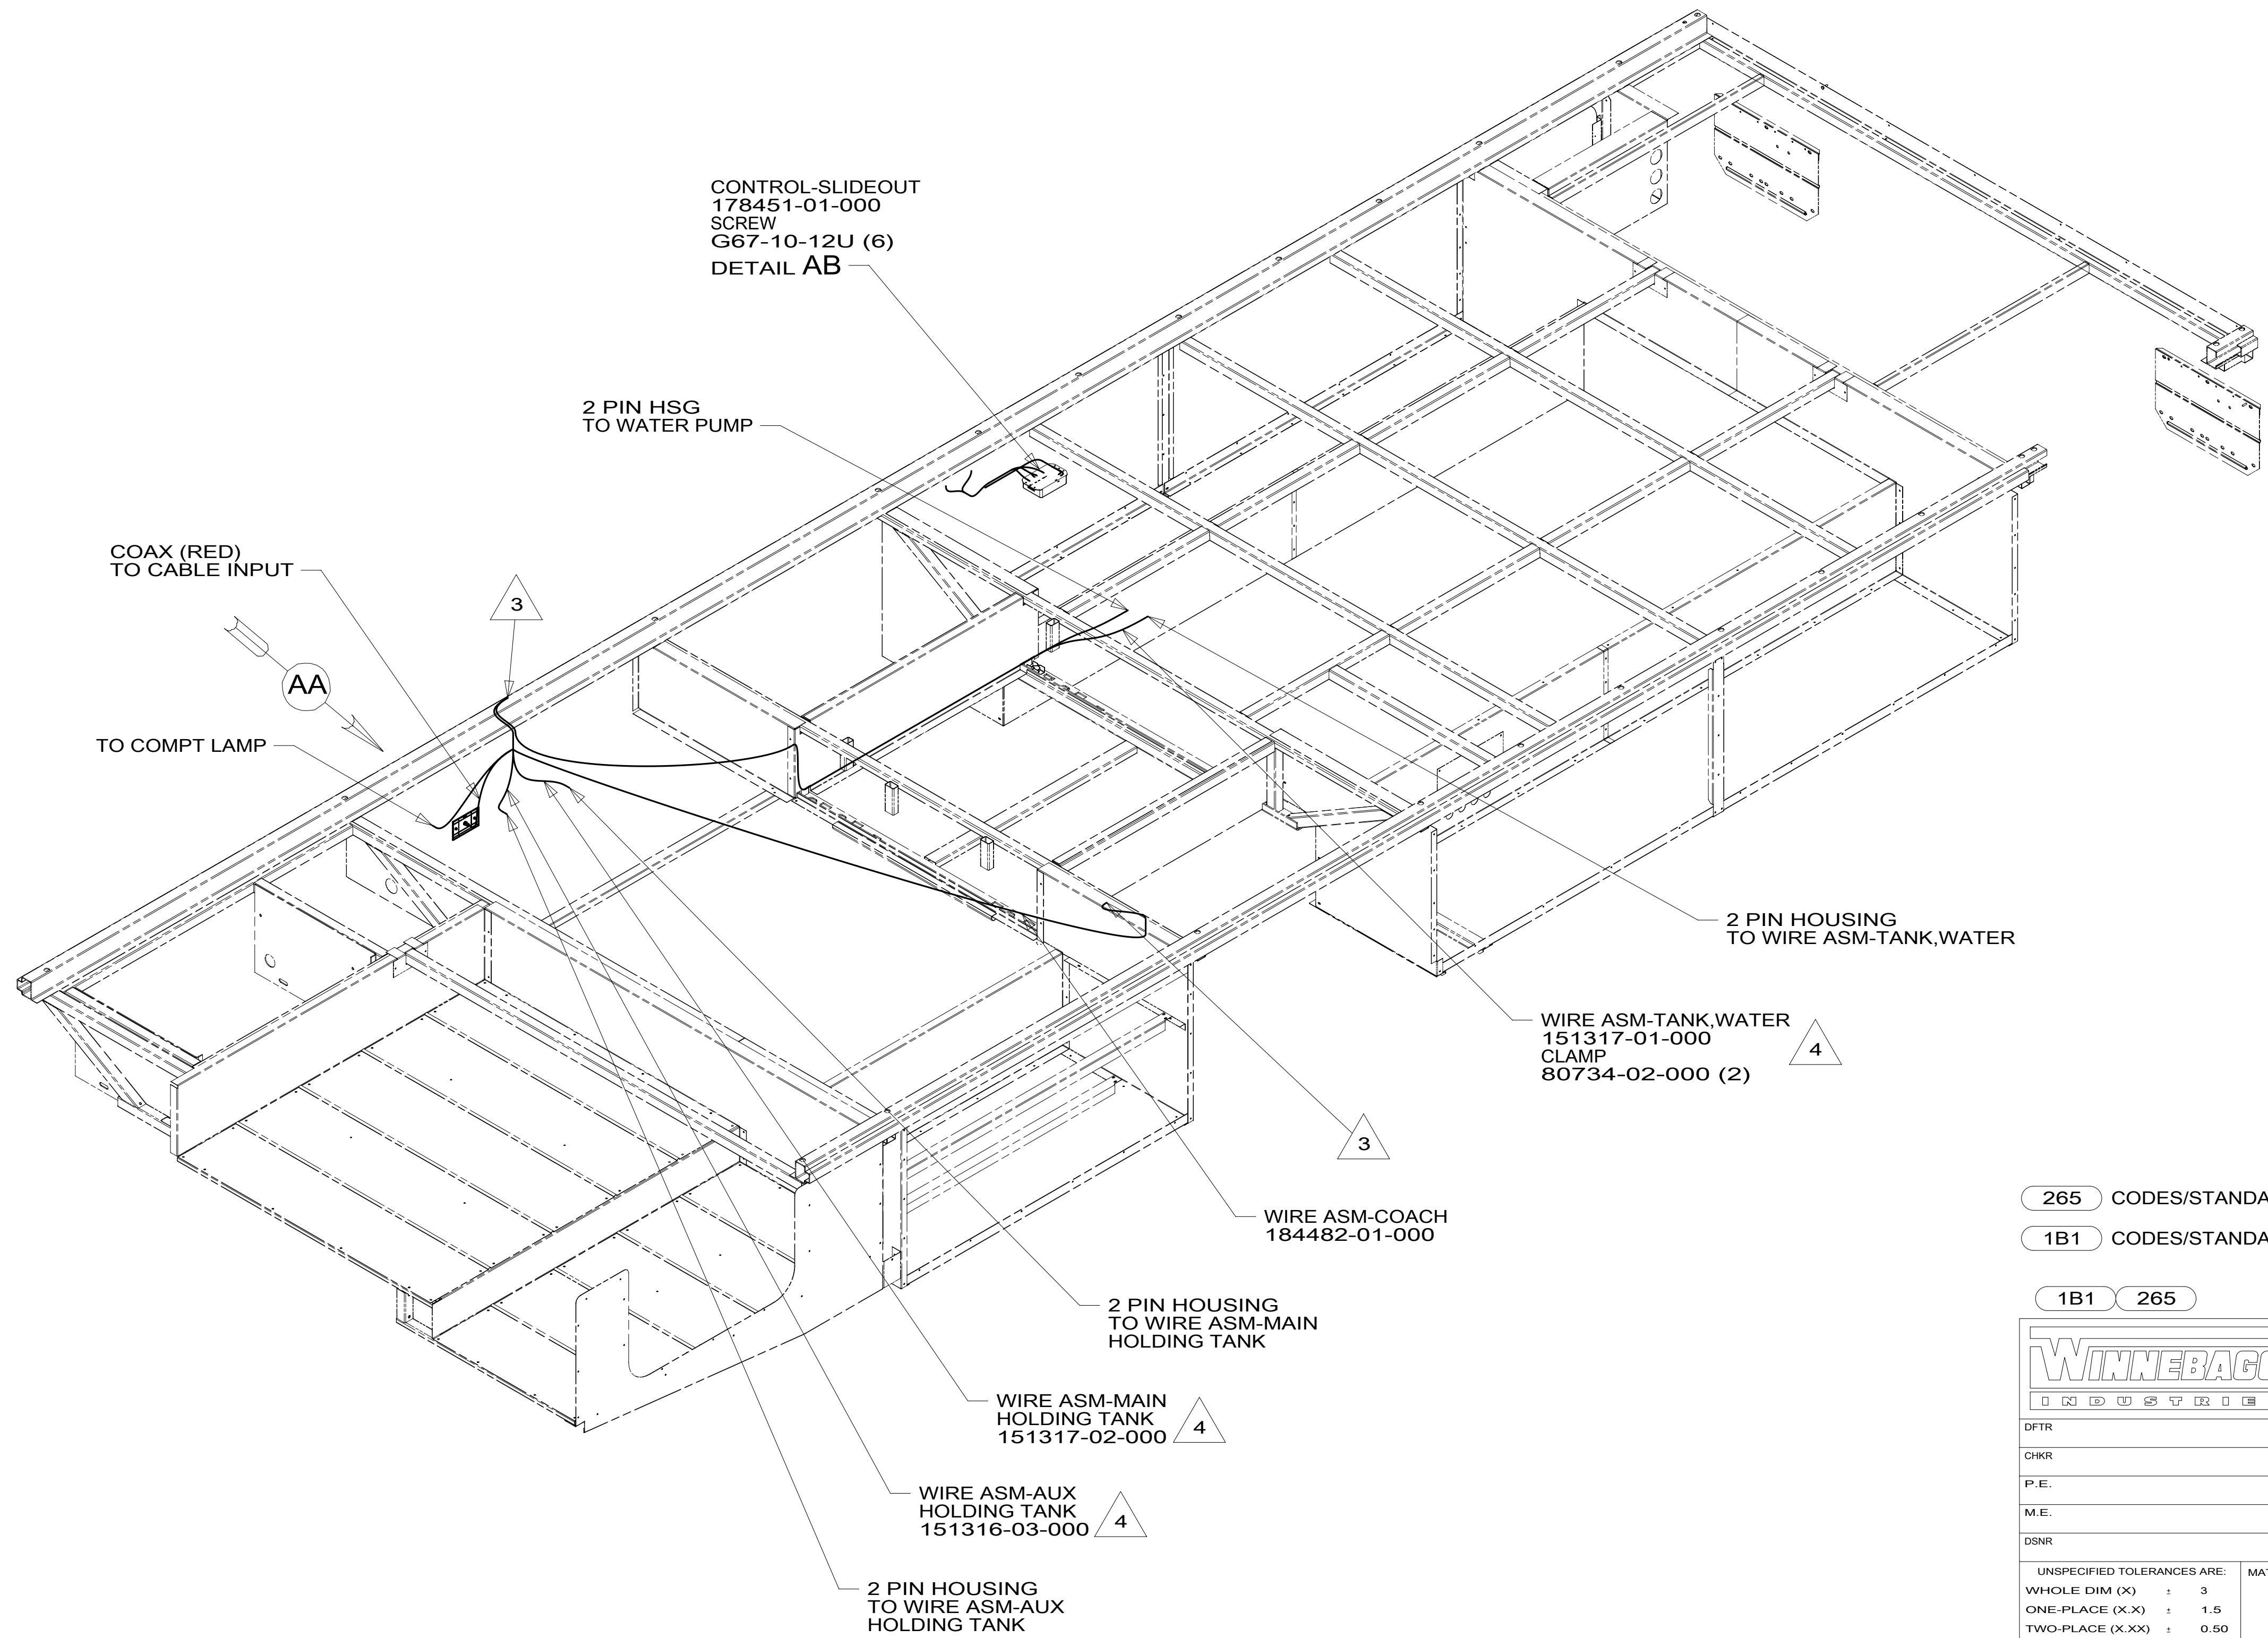 CONTROL-SLIDEOUT
178451-01-000
SCREW
G67-10-12U (6)
DETAIL AB
2 PIN HSG
TO WATER PUMP
COAX (RED)
TO CABLE INPUT
3
AA
TO COMPT LAMP
2 PIN HOUSING
TO WIRE ASM-TANK,WATER
WIRE ASM-TANK,WATER
151317-01-000
CLAMP
80734-02-000 (2)
4
3
WIRE ASM-COACH
184482-01-000
2 PIN HOUSING
TO WIRE ASM-MAIN
HOLDING TANK
WIRE ASM-MAIN
HOLDING TANK
151317-02-000
4
WIRE ASM-AUX
HOLDING TANK
151316-03-000
4
2 PIN HOUSING
TO WIRE ASM-AUX
HOLDING TANK
265 CODES/STANDA
1B1 CODES/STANDA
1B1 265
WINNEBAGO
INDUSTRIE
DFTR
CHKR
P.E.
M.E.
DSNR
UNSPECIFIED TOLERANCES ARE: MA
WHOLE DIM (X) ± 3
ONE-PLACE (X.X) ± 1.5
TWO-PLACE (X.XX) ± 0.50